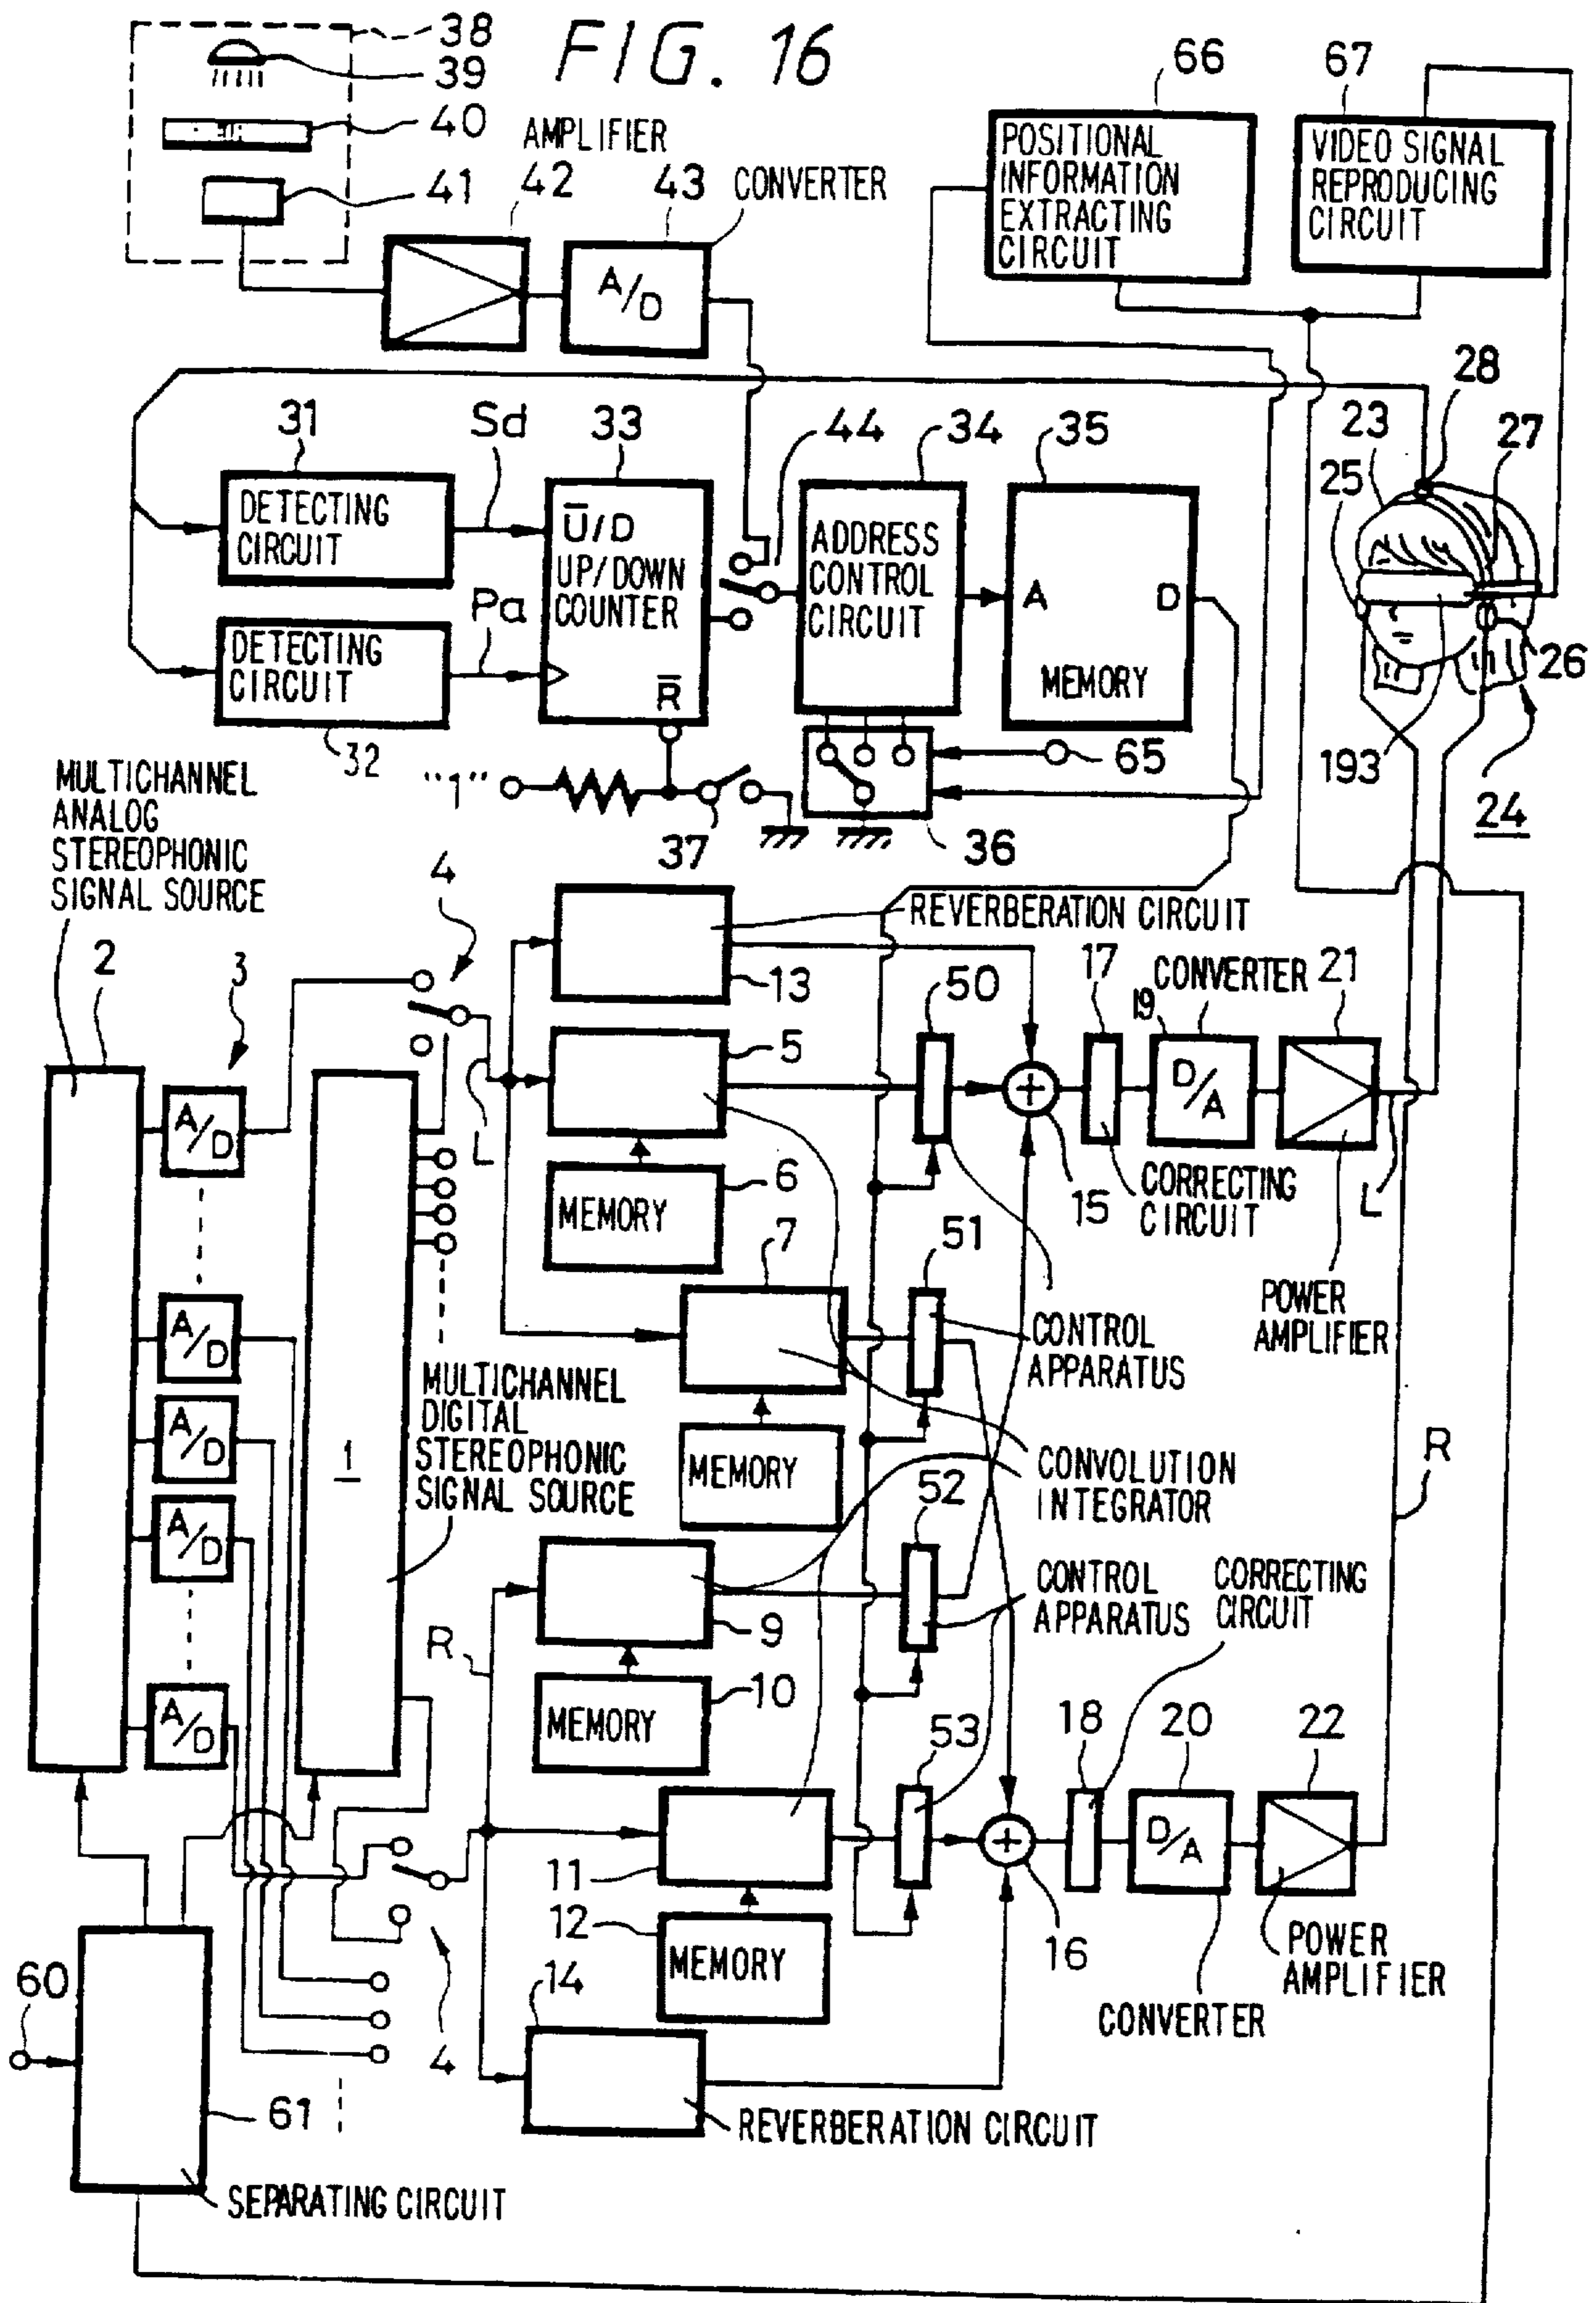 FIG. 16
38
39
40
41
AMPLIFIER
42
43
CONVERTER
A/D
66
POSITIONAL
INFORMATION
EXTRACTING
CIRCUIT
67
VIDEO SIGNAL
REPRODUCING
CIRCUIT
31
DETECTING
CIRCUIT
Sd
33
U̅/D
UP/DOWN
COUNTER
R̅
Pa
DETECTING
CIRCUIT
32
44
34
ADDRESS
CONTROL
CIRCUIT
35
A
D
MEMORY
28
23
27
25
26
193
24
65
36
"1"
37
MULTICHANNEL
ANALOG
STEREOPHONIC
SIGNAL SOURCE
2
3
4
A/D
A/D
A/D
A/D
A/D
1
MULTICHANNEL
DIGITAL
STEREOPHONIC
SIGNAL SOURCE
L
REVERBERATION CIRCUIT
13
5
6
MEMORY
7
MEMORY
50
51
52
53
17
19
CONVERTER
D/A
21
15
CORRECTING
CIRCUIT
L
POWER
AMPLIFIER
CONTROL
APPARATUS
CONVOLUTION
INTEGRATOR
CONTROL
APPARATUS
CORRECTING
CIRCUIT
R
R
9
10
MEMORY
11
12
MEMORY
14
REVERBERATION CIRCUIT
18
20
D/A
22
16
CONVERTER
POWER
AMPLIFIER
4
60
61
SEPARATING CIRCUIT